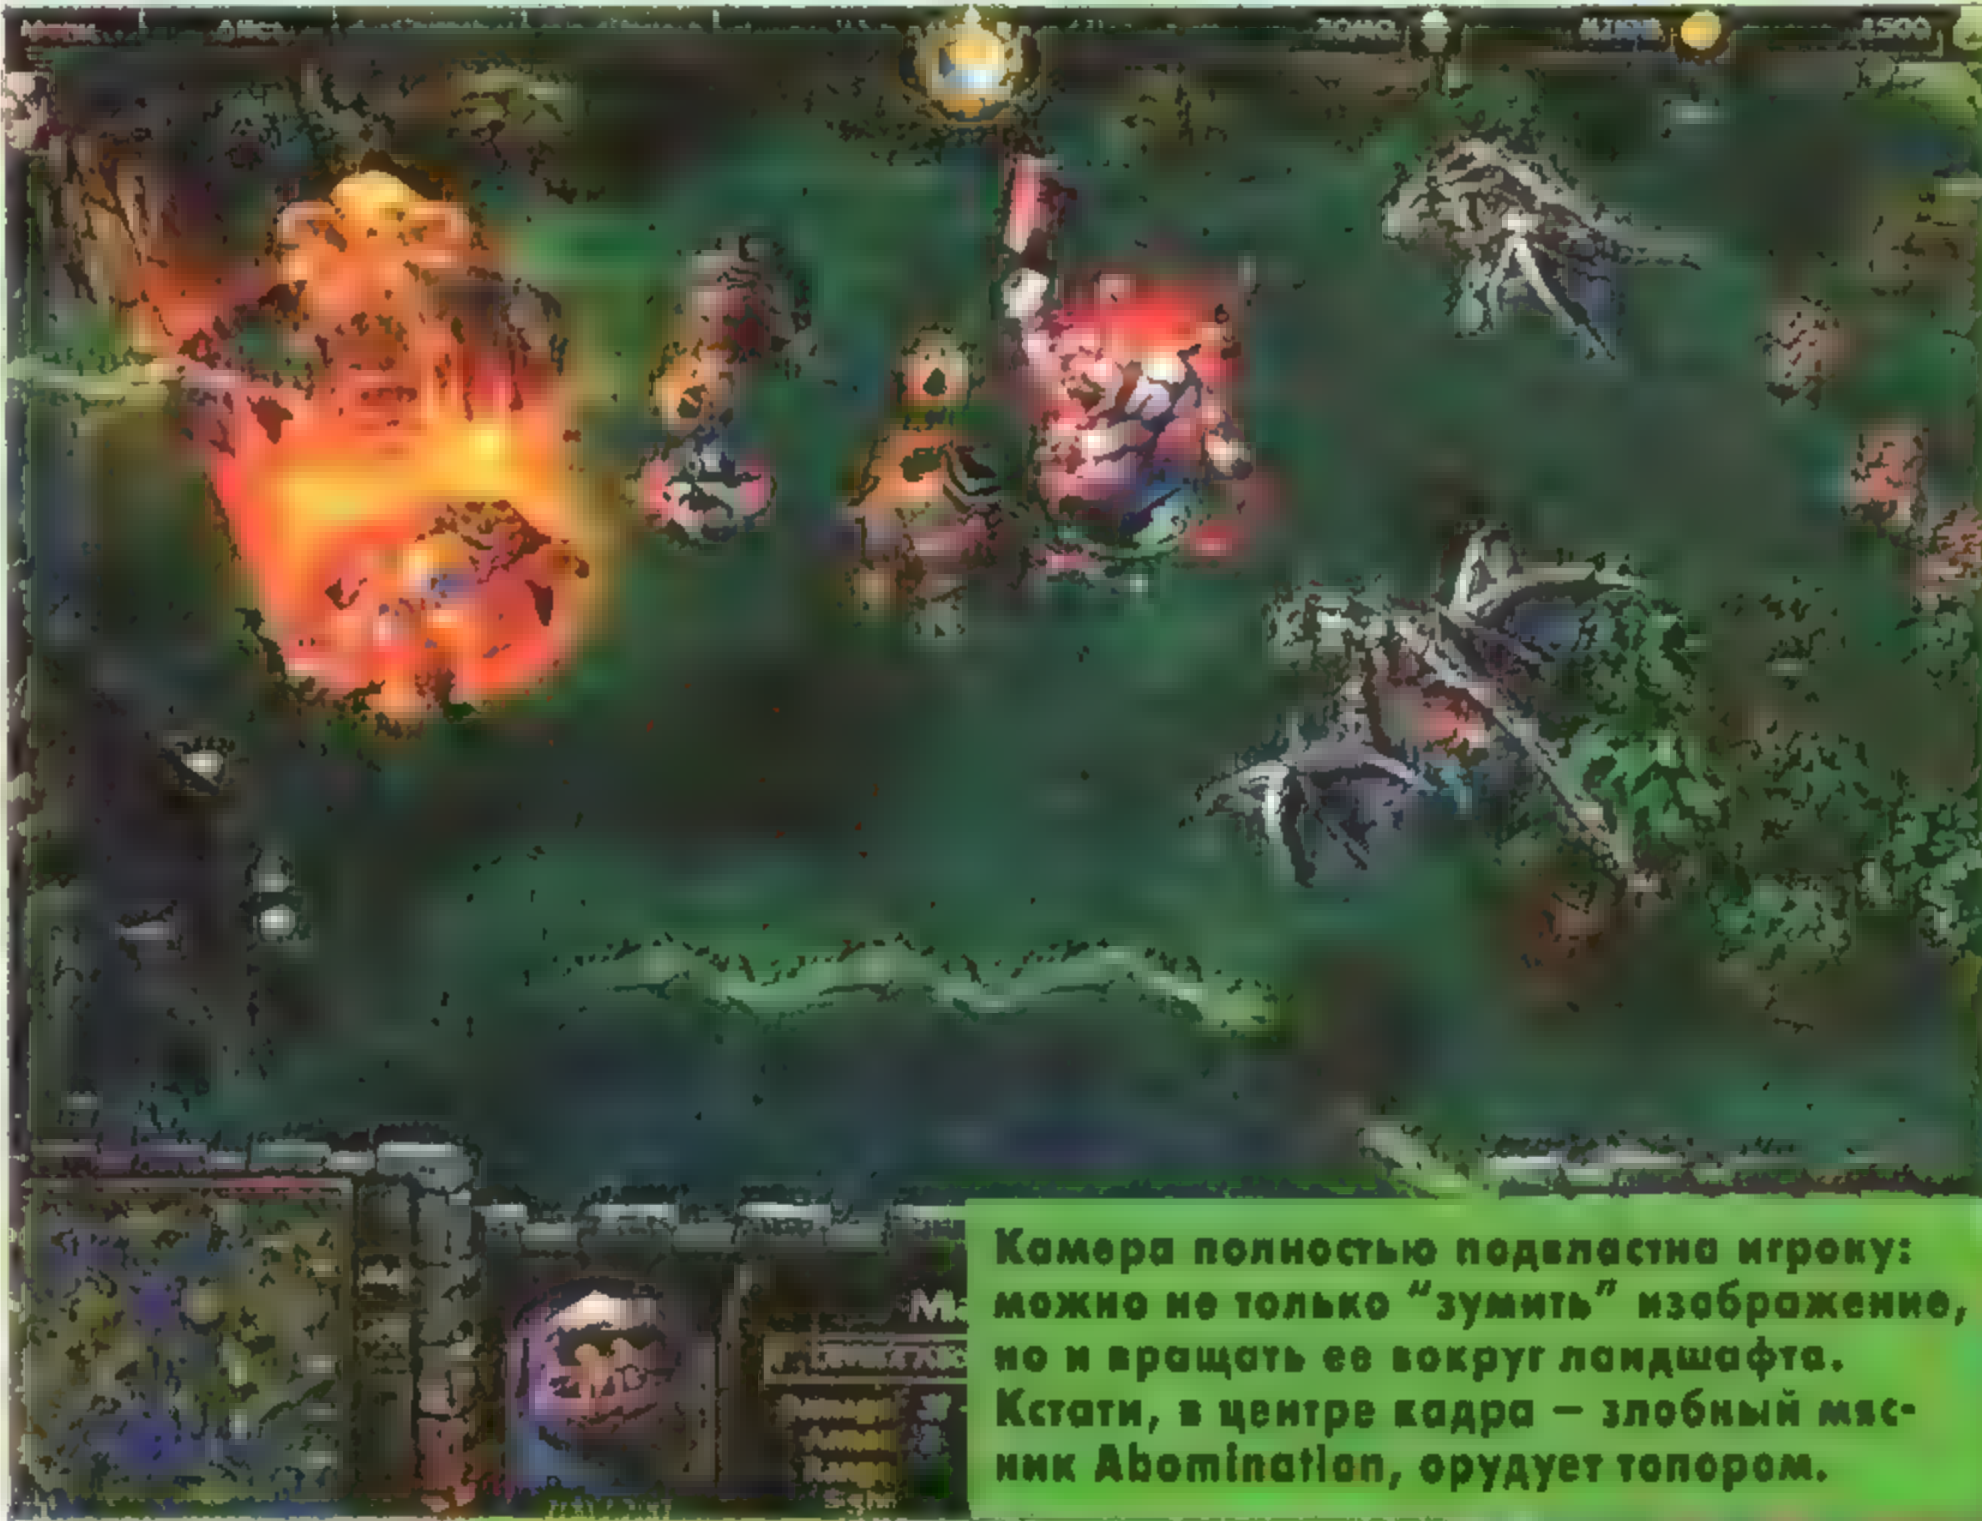 1500
Камера полностью подвластна игроку:
можно не только “зумить” изображение,
но и вращать ее вокруг ландшафта.
Кстати, в центре кадра — злобный мяс-
ник Abomination, орудует топором.